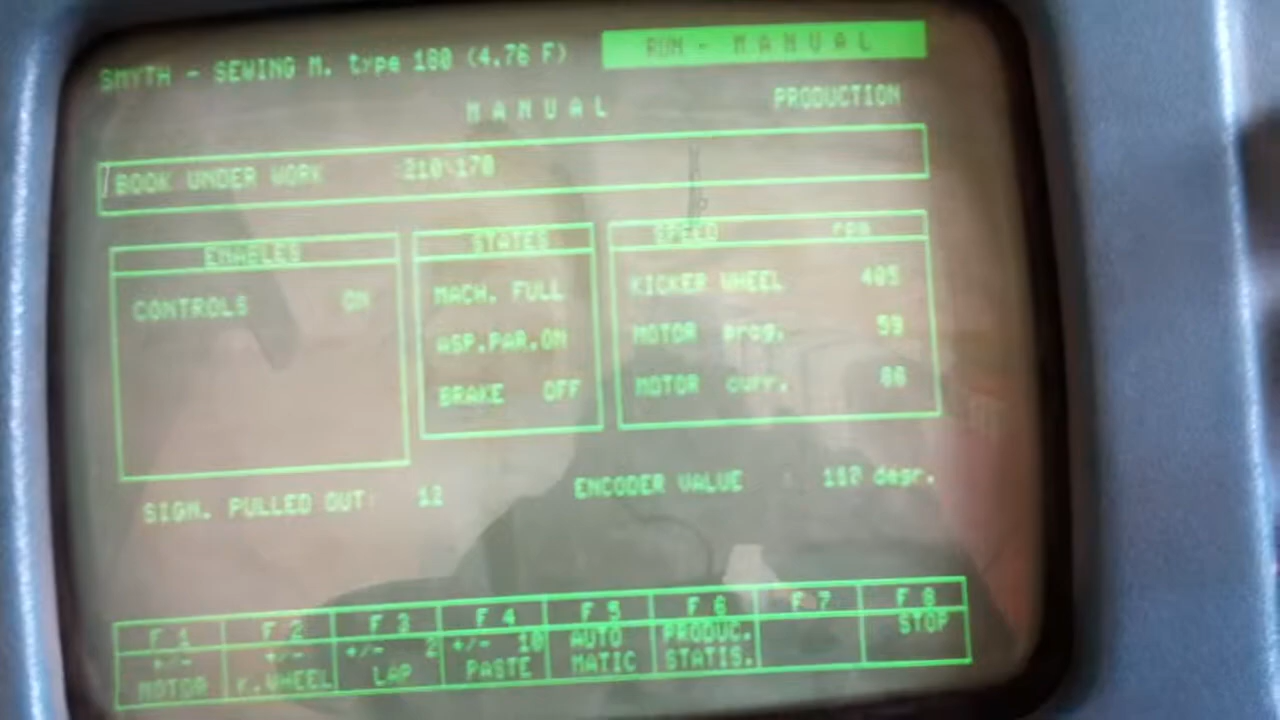 SMYTH - SEWING M. type 180 (4.76 F) RUN - MANUAL
MANUAL PRODUCTION
BOOK UNDER WORK 210\170
ENABLES STATES SPEED rpm
CONTROLS ON MACH. FULL KICKER WHEEL 405
ASP.PAR.ON MOTOR prog. 59
BRAKE OFF MOTOR curr.
SIGN. PULLED OUT: 12 ENCODER VALUE : 110 degr.
F 1 F 2 F 3 F 4 F 5 F 6 F 7 F 8
+/- +/- +/- 2 +/- 10 AUTO PRODUC. STOP
MOTOR K.WHEEL LAP PASTE MATIC STATIS.